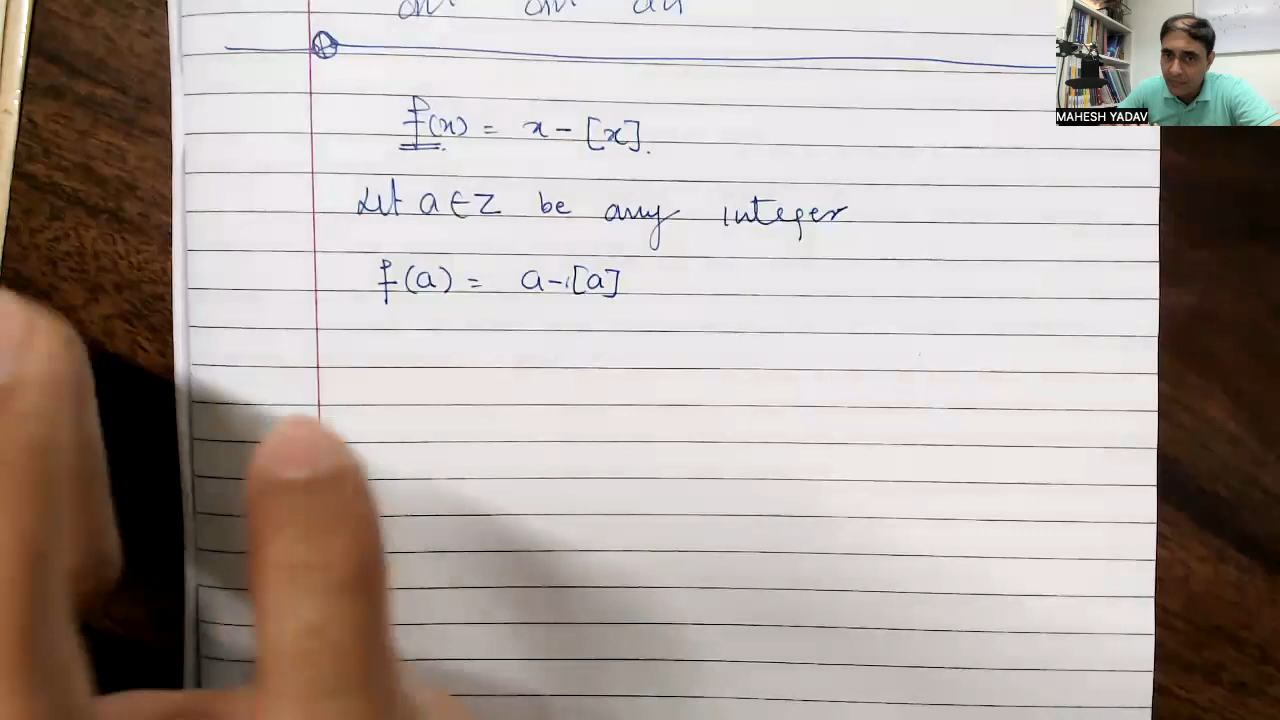 f(x) = x - [x].
Let a ∈ Z be any integer
f(a) = a - [a]
MAHESH YADAV